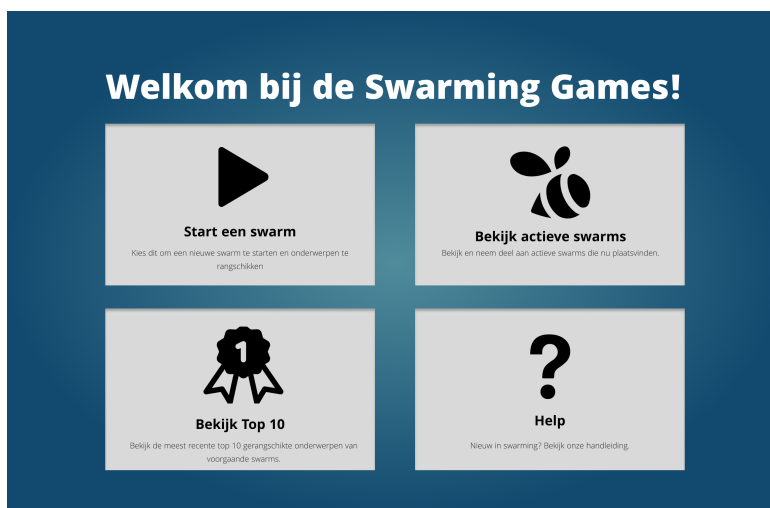 Welkom bij de Swarming Games!
Start een swarm
Kies dit om een nieuwe swarm te starten en onderwerpen te
rangschikken
Bekijk actieve swarms
Bekijk en neem deel aan actieve swarms die nu plaatsvinden.
1
Bekijk Top 10
Bekijk de meest recente top 10 gerangschikte onderwerpen van
voorgaande swarms.
?
Help
Nieuw in swarming? Bekijk onze handleiding.